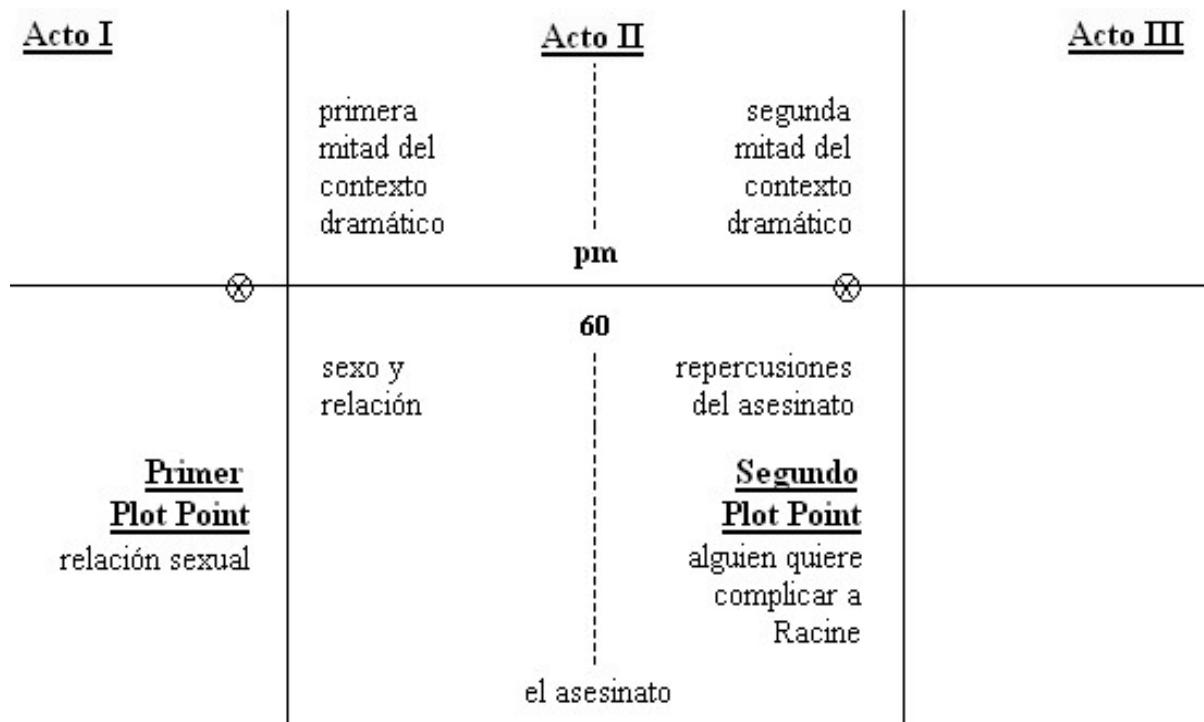 Acto I
Acto II
Acto III
primera
mitad del
contexto
dramático
segunda
mitad del
contexto
dramático
pm
60
sexo y
relación
repercusiones
del asesinato
Primer
Plot Point
relación sexual
Segundo
Plot Point
alguien quiere
complicar a
Racine
el asesinato